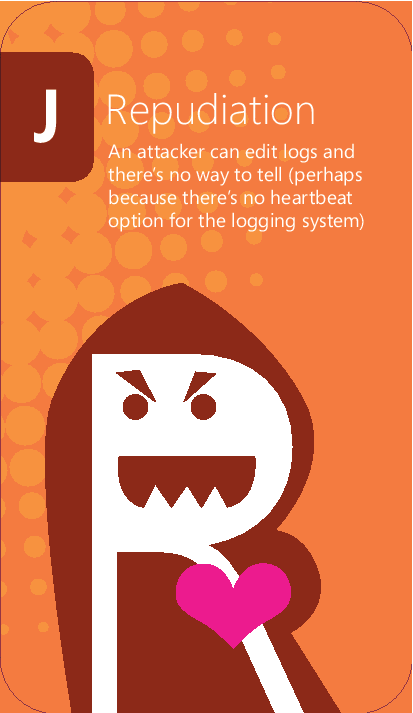 J
Repudiation
An attacker can edit logs and
there's no way to tell (perhaps
because there's no heartbeat
option for the logging system)
R